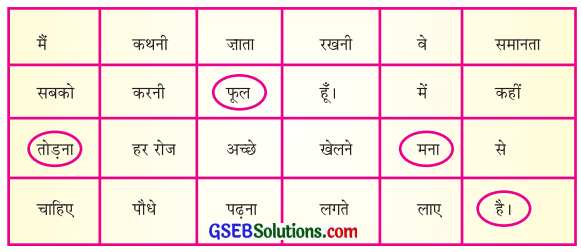 मैं कथनी जा़ता रखनी वे समानता
सबको करनी फूल हूँ। में कहीं
तोड़ना हर रोज अच्छे खेलने मना से
चाहिए पौधे पढ़ना लगते लाए है।
GSEBSolutions.com